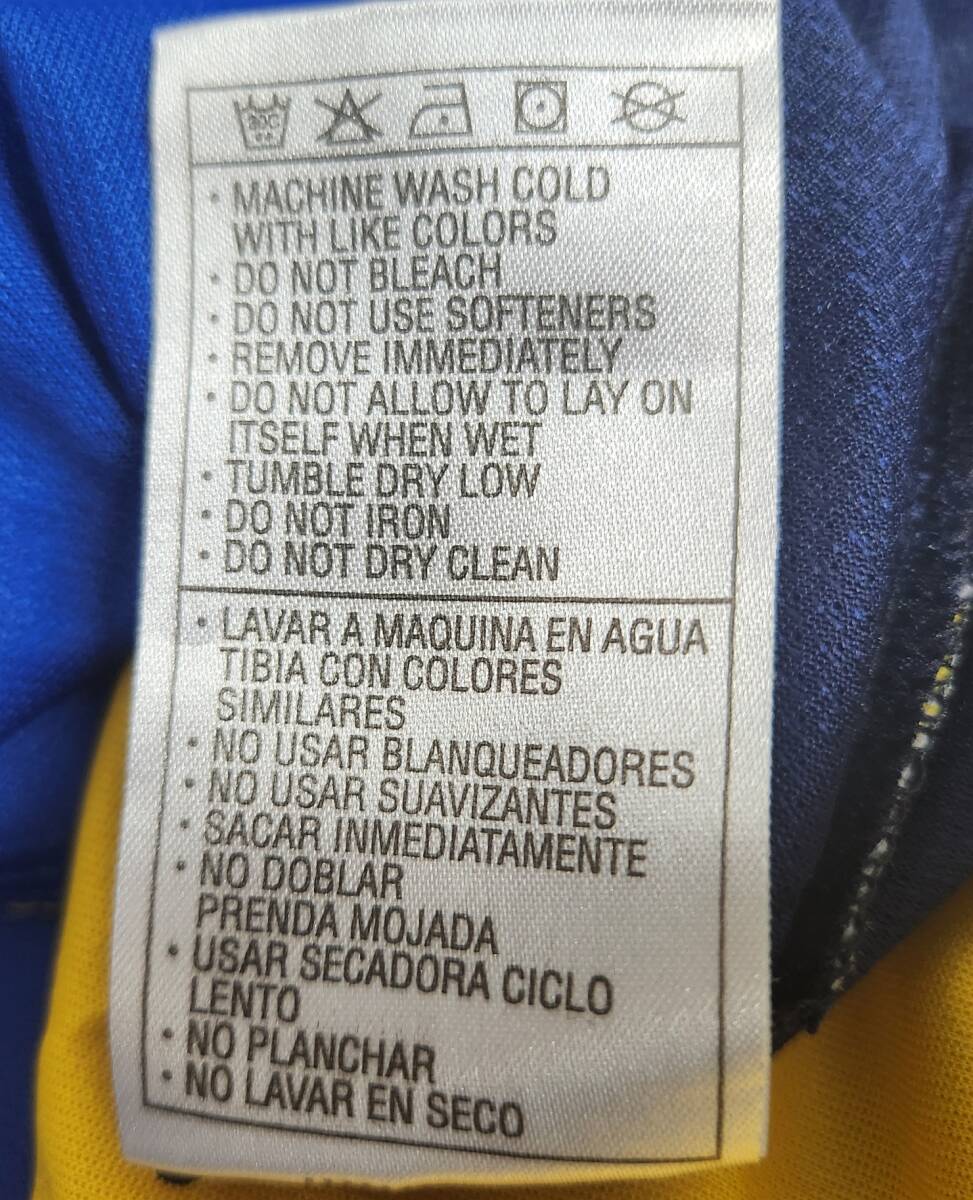 30C
• MACHINE WASH COLD
WITH LIKE COLORS
• DO NOT BLEACH
• DO NOT USE SOFTENERS
• REMOVE IMMEDIATELY
• DO NOT ALLOW TO LAY ON
ITSELF WHEN WET
• TUMBLE DRY LOW
• DO NOT IRON
• DO NOT DRY CLEAN
• LAVAR A MAQUINA EN AGUA
TIBIA CON COLORES
SIMILARES
• NO USAR BLANQUEADORES
• NO USAR SUAVIZANTES
• SACAR INMEDIATAMENTE
• NO DOBLAR
PRENDA MOJADA
• USAR SECADORA CICLO
LENTO
• NO PLANCHAR
• NO LAVAR EN SECO